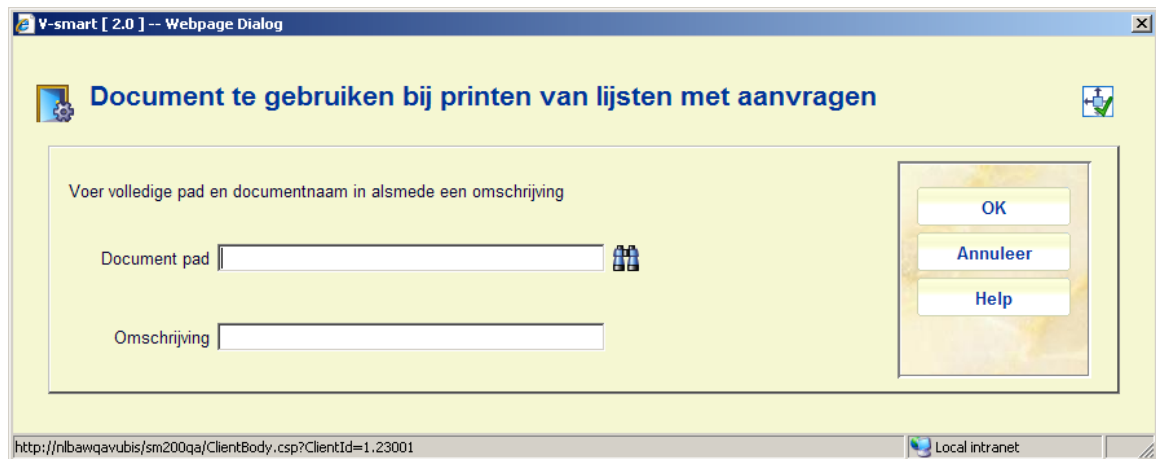 V-smart [ 2.0 ] -- Webpage Dialog
Document te gebruiken bij printen van lijsten met aanvragen
Voer volledige pad en documentnaam in alsmede een omschrijving
Document pad
Omschrijving
OK
Annuleer
Help
http://nlbawqavubis/sm200qa/ClientBody.csp?ClientId=1.23001
Local intranet